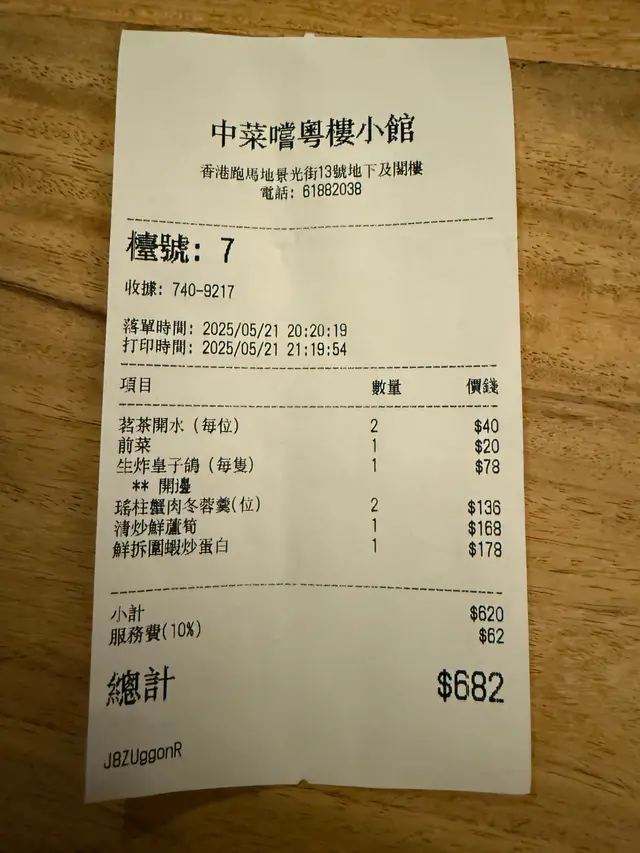 中菜嚐粵樓小館
香港跑馬地景光街13號地下及閣樓
電話: 61882038
檯號: 7
收據: 740-9217
落單時間: 2025/05/21 20:20:19
打印時間: 2025/05/21 21:19:54
項目 數量 價錢
茗茶開水 (每位) 2 $40
前菜 1 $20
生炸皇子鴿 (每隻) 1 $78
** 開邊
瑤柱蟹肉冬蓉羹(位) 2 $136
清炒鮮蘆筍 1 $168
鮮拆圍蝦炒蛋白 1 $178
小計 $620
服務費(10%) $62
總計 $682
J8ZUggonR